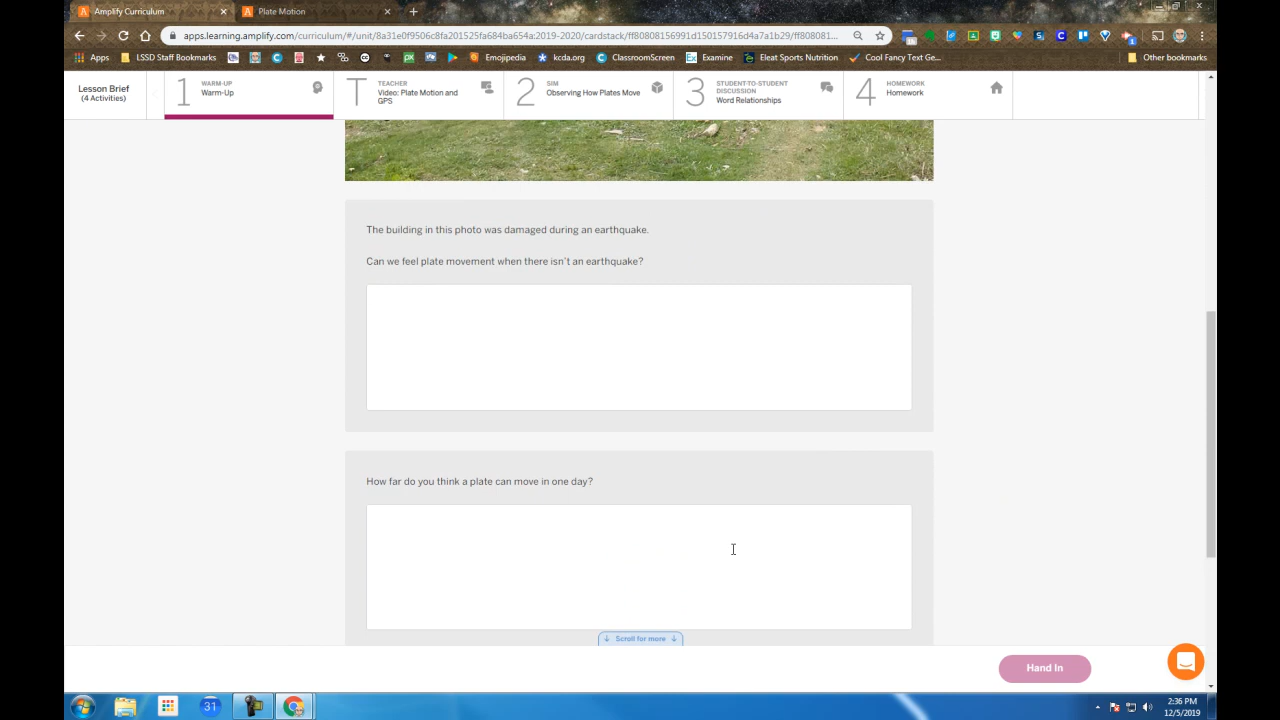 Amplify Curriculum
Plate Motion
apps.learning.amplify.com/curriculum/#/unit/8a31e0f9506c8fa201525fa684ba654a:2019-2020/cardstack/ff80808156991d150157916d4a7a1b29/ff80808​1...
Apps
LSSD Staff Bookmarks
Emojipedia
kcda.org
ClassroomScreen
Examine
Eleat Sports Nutrition
Cool Fancy Text Ge...
Other bookmarks
Lesson Brief
(4 Activities)
1
WARM-UP
Warm-Up
T
TEACHER
Video: Plate Motion and
GPS
2
SIM
Observing How Plates Move
3
STUDENT-TO-STUDENT
DISCUSSION
Word Relationships
4
HOMEWORK
Homework
The building in this photo was damaged during an earthquake.
Can we feel plate movement when there isn't an earthquake?
How far do you think a plate can move in one day?
Scroll for more
Hand In
31
2:36 PM
12/5/2019